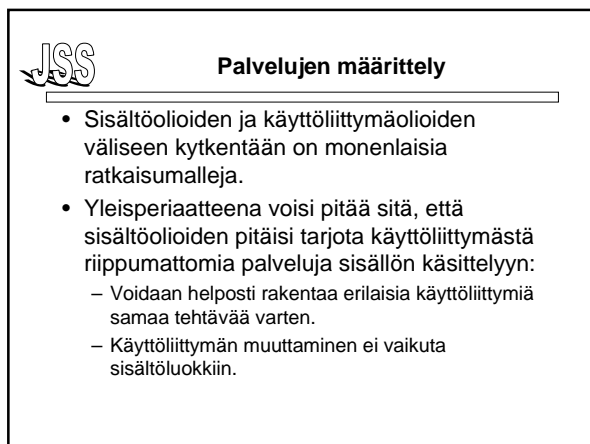 JSS
Palvelujen määrittely
• Sisältöolioiden ja käyttöliittymäolioiden
väliseen kytkentään on monenlaisia
ratkaisumalleja.
• Yleisperiaatteena voisi pitää sitä, että
sisältöolioiden pitäisi tarjota käyttöliittymästä
riippumattomia palveluja sisällön käsittelyyn:
– Voidaan helposti rakentaa erilaisia käyttöliittymiä
samaa tehtävää varten.
– Käyttöliittymän muuttaminen ei vaikuta
sisältöluokkiin.